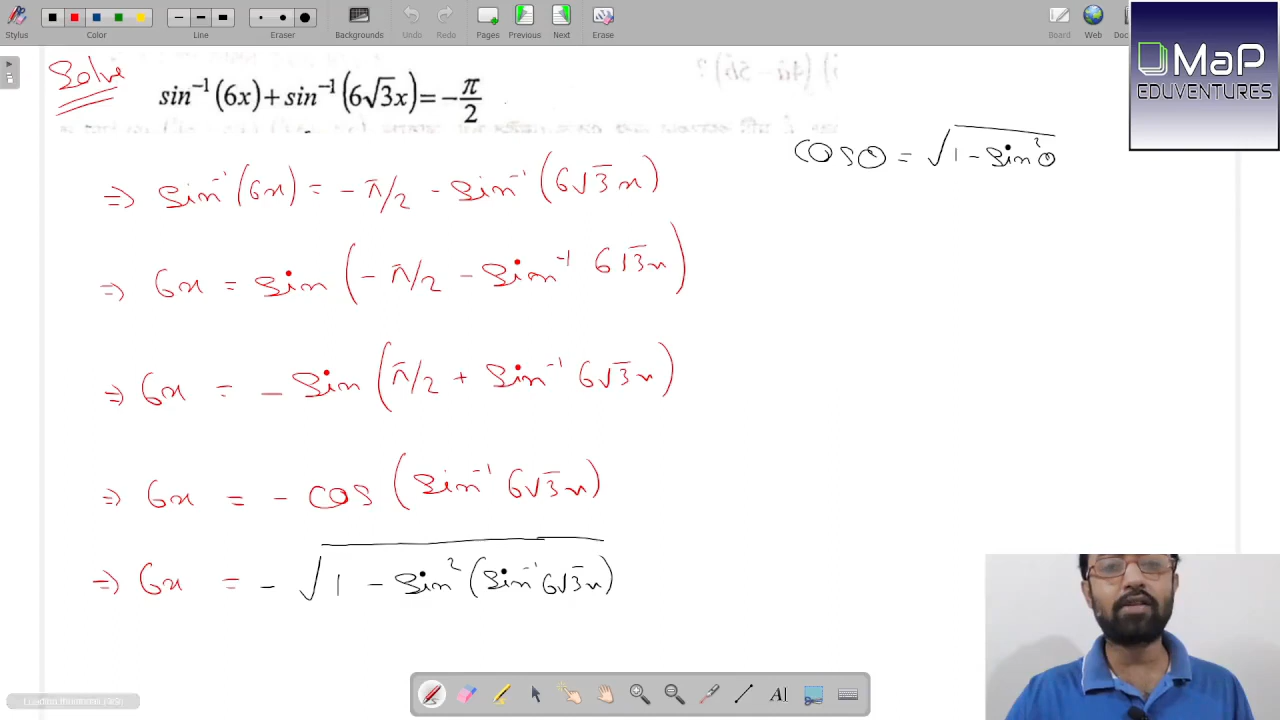 Stylus Color Line Eraser Backgrounds Undo Redo Pages Previous Next Erase Board Web
MaP
EDUVENTURES
Solve
sin⁻¹(6x)+sin⁻¹(6√3x)=-π/2
cosθ = √1 - sin²θ
⇒ sin⁻¹(6x) = -π/2 - sin⁻¹(6√3x)
⇒ 6x = sin(-π/2 - sin⁻¹ 6√3x)
⇒ 6x = - sin(π/2 + sin⁻¹ 6√3x)
⇒ 6x = - cos(sin⁻¹ 6√3x)
⇒ 6x = - √1 - sin²(sin⁻¹ 6√3x)